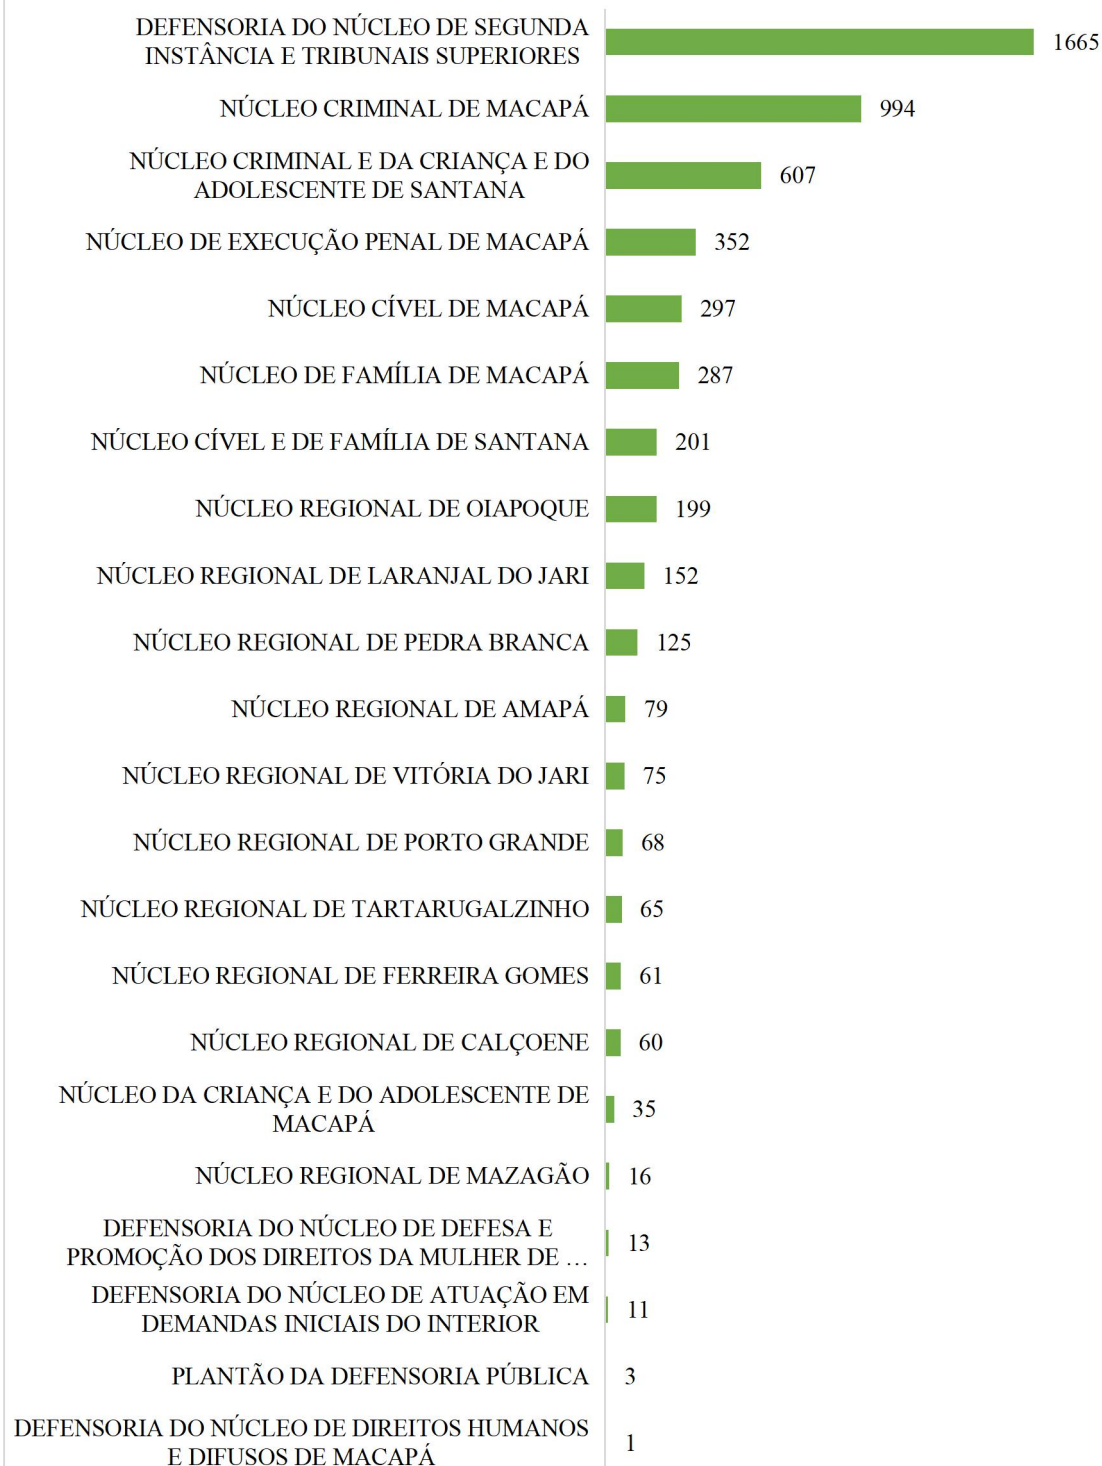 DEFENSORIA DO NÚCLEO DE SEGUNDA
INSTÂNCIA E TRIBUNAIS SUPERIORES
1665
NÚCLEO CRIMINAL DE MACAPÁ
994
NÚCLEO CRIMINAL E DA CRIANÇA E DO
ADOLESCENTE DE SANTANA
607
NÚCLEO DE EXECUÇÃO PENAL DE MACAPÁ
352
NÚCLEO CÍVEL DE MACAPÁ
297
NÚCLEO DE FAMÍLIA DE MACAPÁ
287
NÚCLEO CÍVEL E DE FAMÍLIA DE SANTANA
201
NÚCLEO REGIONAL DE OIAPOQUE
199
NÚCLEO REGIONAL DE LARANJAL DO JARI
152
NÚCLEO REGIONAL DE PEDRA BRANCA
125
NÚCLEO REGIONAL DE AMAPÁ
79
NÚCLEO REGIONAL DE VITÓRIA DO JARI
75
NÚCLEO REGIONAL DE PORTO GRANDE
68
NÚCLEO REGIONAL DE TARTARUGALZINHO
65
NÚCLEO REGIONAL DE FERREIRA GOMES
61
NÚCLEO REGIONAL DE CALÇOENE
60
NÚCLEO DA CRIANÇA E DO ADOLESCENTE DE
MACAPÁ
35
NÚCLEO REGIONAL DE MAZAGÃO
16
DEFENSORIA DO NÚCLEO DE DEFESA E
PROMOÇÃO DOS DIREITOS DA MULHER DE …
13
DEFENSORIA DO NÚCLEO DE ATUAÇÃO EM
DEMANDAS INICIAIS DO INTERIOR
11
PLANTÃO DA DEFENSORIA PÚBLICA
3
DEFENSORIA DO NÚCLEO DE DIREITOS HUMANOS
E DIFUSOS DE MACAPÁ
1